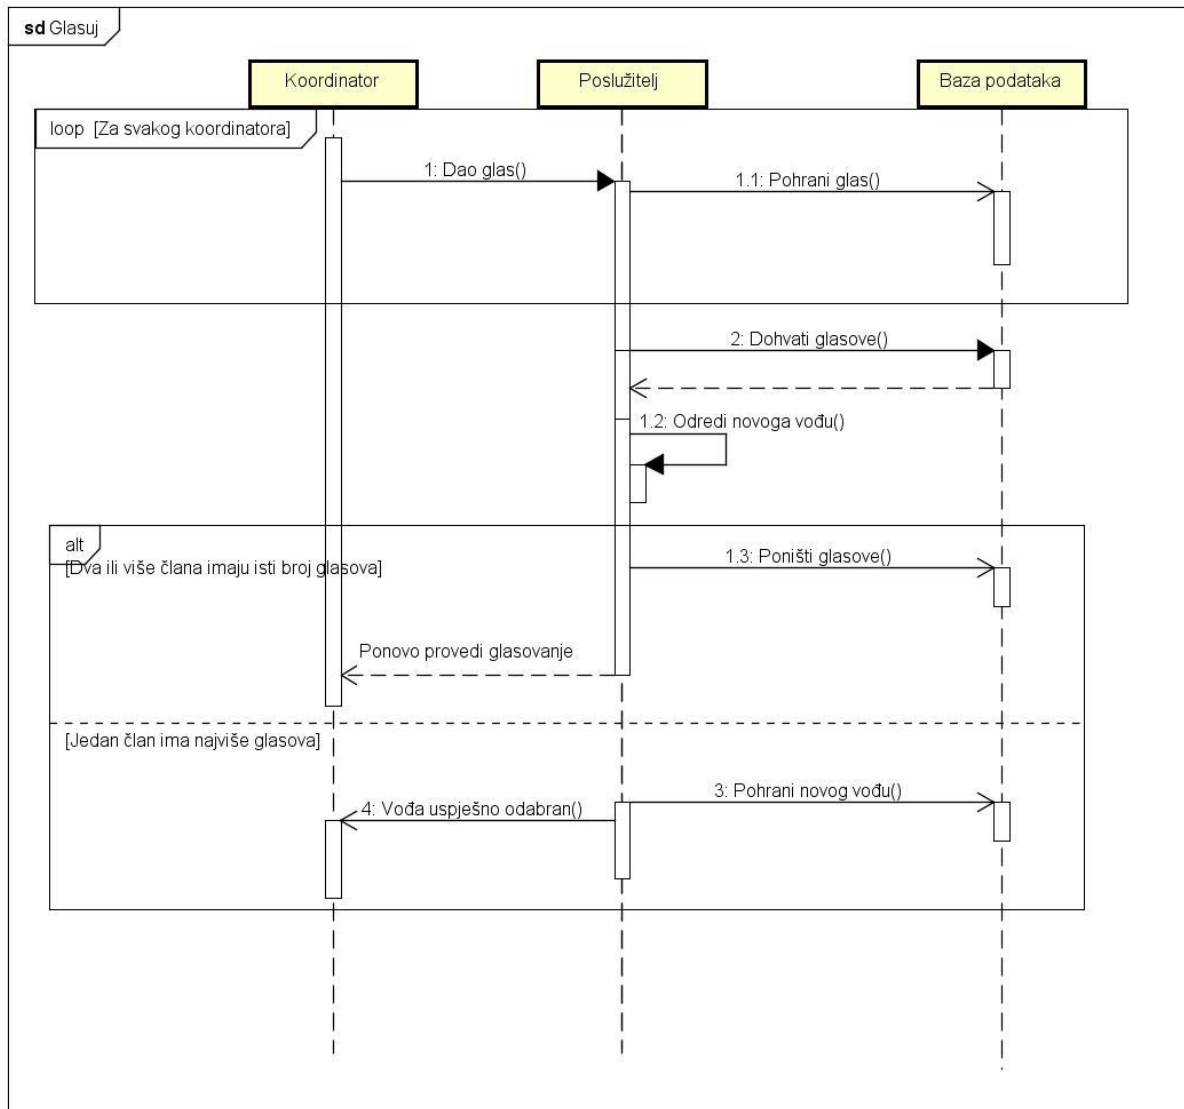 sd Glasuj
Koordinator
Poslužitelj
Baza podataka
loop [Za svakog koordinatora]
1: Dao glas()
1.1: Pohrani glas()
2: Dohvati glasove()
1.2: Odredi novoga vođu()
alt
[Dva ili više člana imaju isti broj glasova]
1.3: Poništi glasove()
Ponovo provedi glasovanje
[Jedan član ima najviše glasova]
3: Pohrani novog vođu()
4: Vođa uspješno odabran()